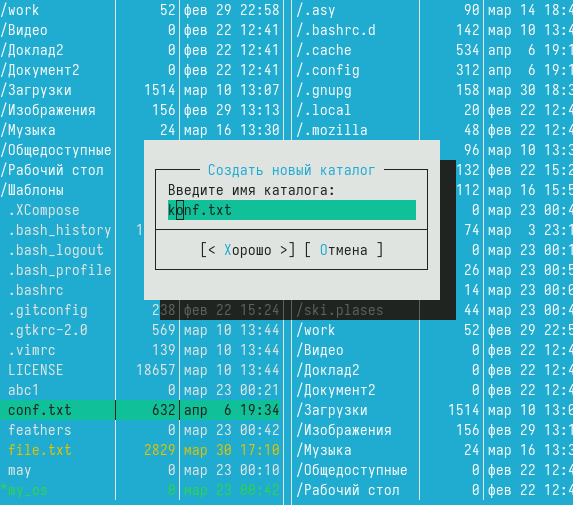 /work 52 фев 29 22:58 /.asy 90 мар 14 18:4
/Видео 0 фев 22 12:41 /.bashrc.d 142 мар 10 13:4
/Доклад2 0 фев 22 12:41 /.cache 534 апр  6 19:1
/Документ2 0 фев 22 12:41 /.config 312 апр  6 19:1
/Загрузки 1514 мар 10 13:07 /.gnupg 158 мар 30 18:3
/Изображения 156 фев 29 13:13 /.local 20 фев 22 12:4
/Музыка 24 мар 16 13:30 /.mozilla 48 фев 22 12:4
/Общедоступные 96 мар 10 13:3
/Рабочий стол Создать новый каталог 132 фев 22 15:2
/Шаблоны Введите имя каталога: 112 мар 16 15:5
.XCompose konf.txt 0 мар 23 00:4
.bash_history 1 74 мар  3 23:1
.bash_logout [< Хорошо >] [ Отмена ] 0 мар 23 00:1
.bash_profile 26 мар 23 00:5
.bashrc 14 мар 23 00:0
.gitconfig 238 фев 22 15:24 /ski.plases 44 мар 23 00:4
.gtkrc-2.0 569 мар 10 13:44 /work 52 фев 29 22:5
.vimrc 139 мар 10 13:44 /Видео 0 фев 22 12:4
LICENSE 18657 мар 10 13:44 /Доклад2 0 фев 22 12:4
abc1 0 мар 23 00:21 /Документ2 0 фев 22 12:4
conf.txt 632 апр  6 19:34 /Загрузки 1514 мар 10 13:0
feathers 0 мар 23 00:42 /Изображения 156 фев 29 13:1
file.txt 2829 мар 30 17:10 /Музыка 24 мар 16 13:3
may 0 мар 23 00:10 /Общедоступные 0 фев 22 12:4
*my_os 0 мар 23 00:42 /Рабочий стол 0 фев 22 12:4